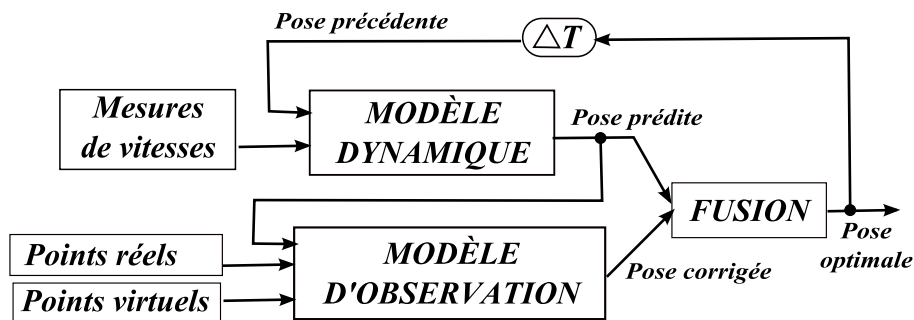 Pose précédente
△T
Mesures
de vitesses
MODÈLE
DYNAMIQUE
Pose prédite
FUSION
Pose
optimale
Points réels
Points virtuels
MODÈLE
D'OBSERVATION
Pose corrigée